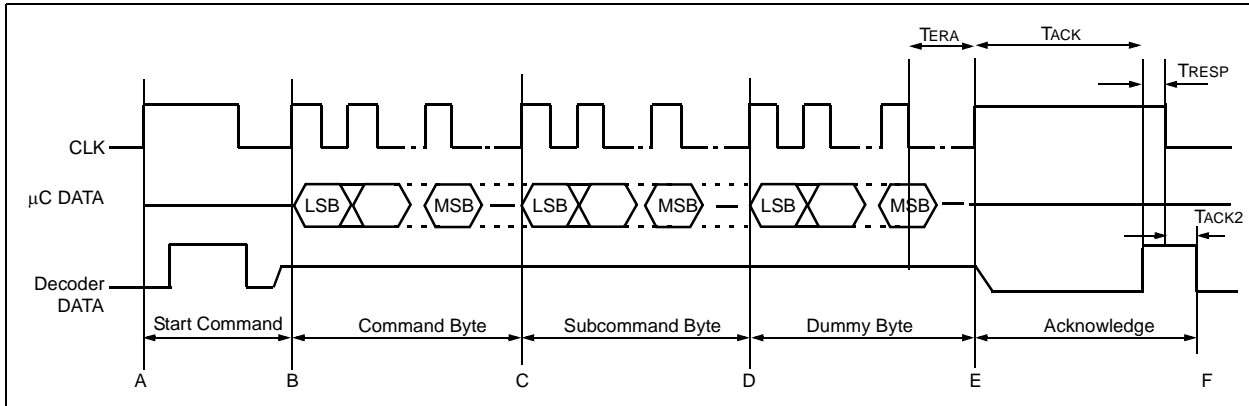 TERA
TACK
TRESP
CLK
μC DATA
LSB
MSB
LSB
MSB
LSB
MSB
TACK2
Decoder
DATA
Start Command
Command Byte
Subcommand Byte
Dummy Byte
Acknowledge
A
B
C
D
E
F